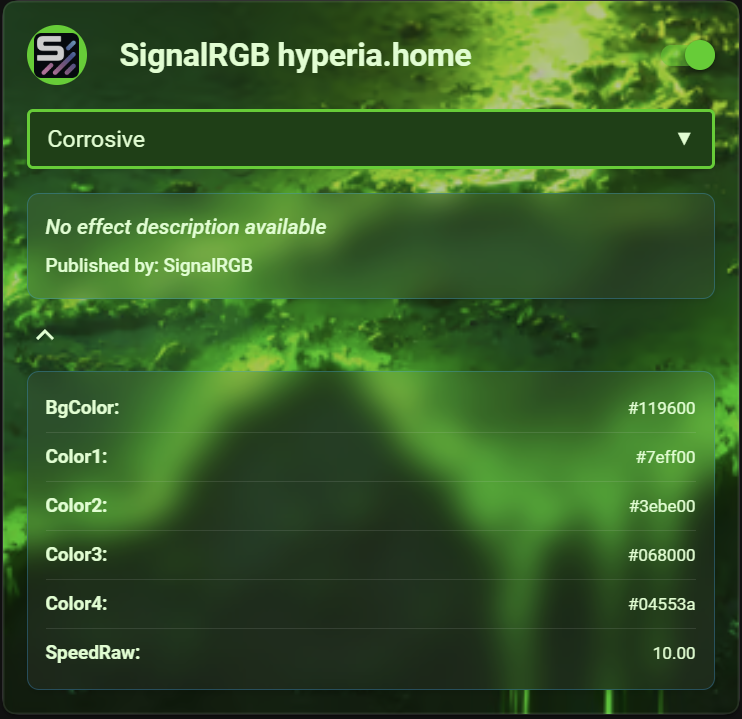 SignalRGB hyperia.home
Corrosive
No effect description available
Published by: SignalRGB
BgColor: #119600
Color1: #7eff00
Color2: #3ebe00
Color3: #068000
Color4: #04553a
SpeedRaw: 10.00